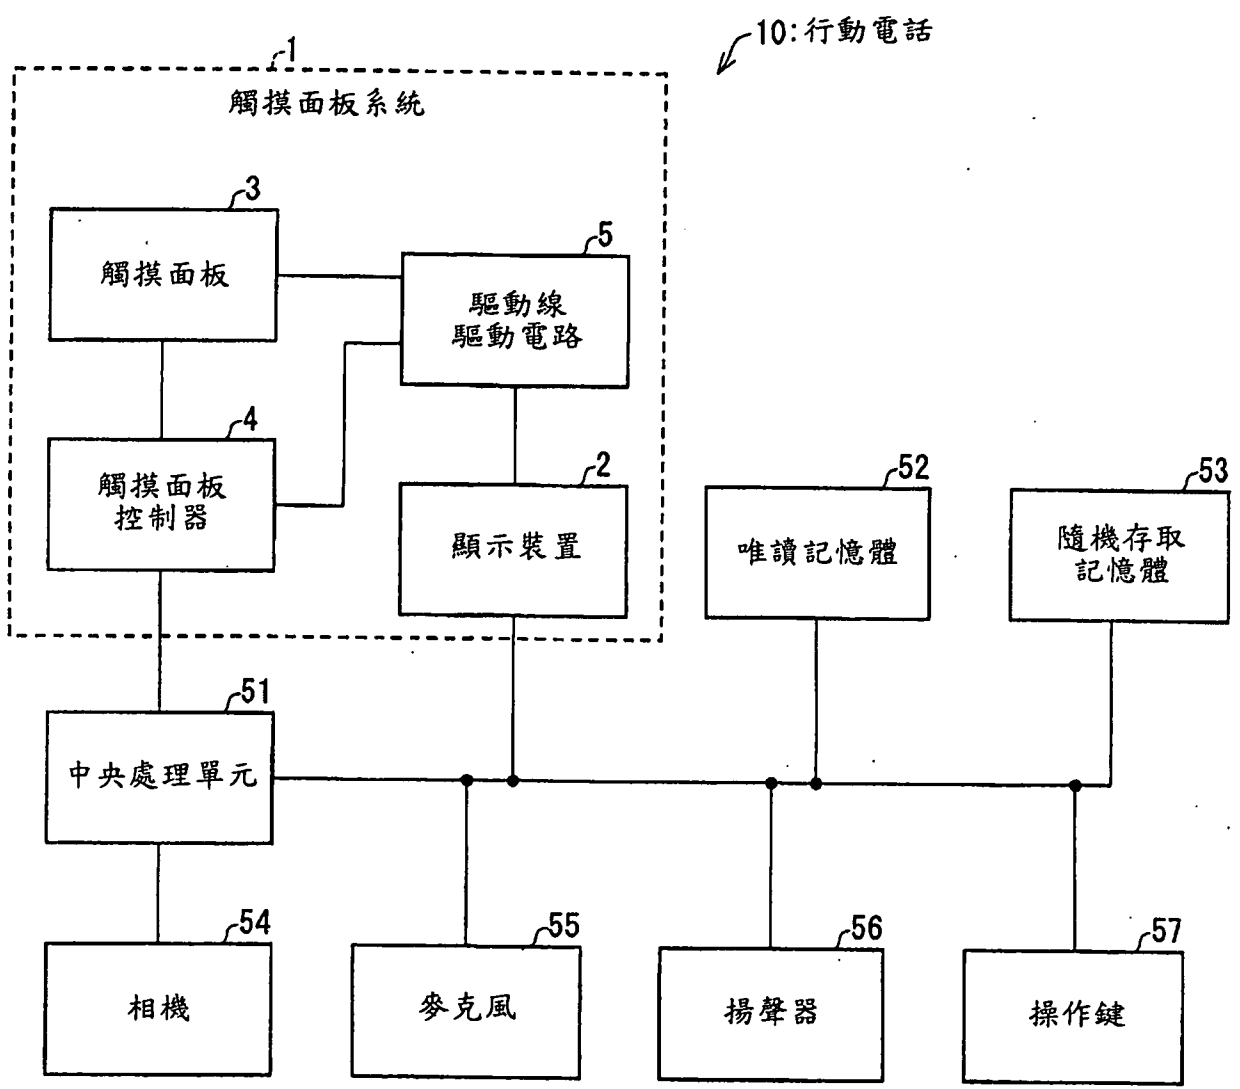 10:行動電話
1
觸摸面板系統
3
觸摸面板
5
驅動線
驅動電路
4
觸摸面板
控制器
2
顯示裝置
52
唯讀記憶體
53
隨機存取
記憶體
51
中央處理單元
54
相機
55
麥克風
56
揚聲器
57
操作鍵